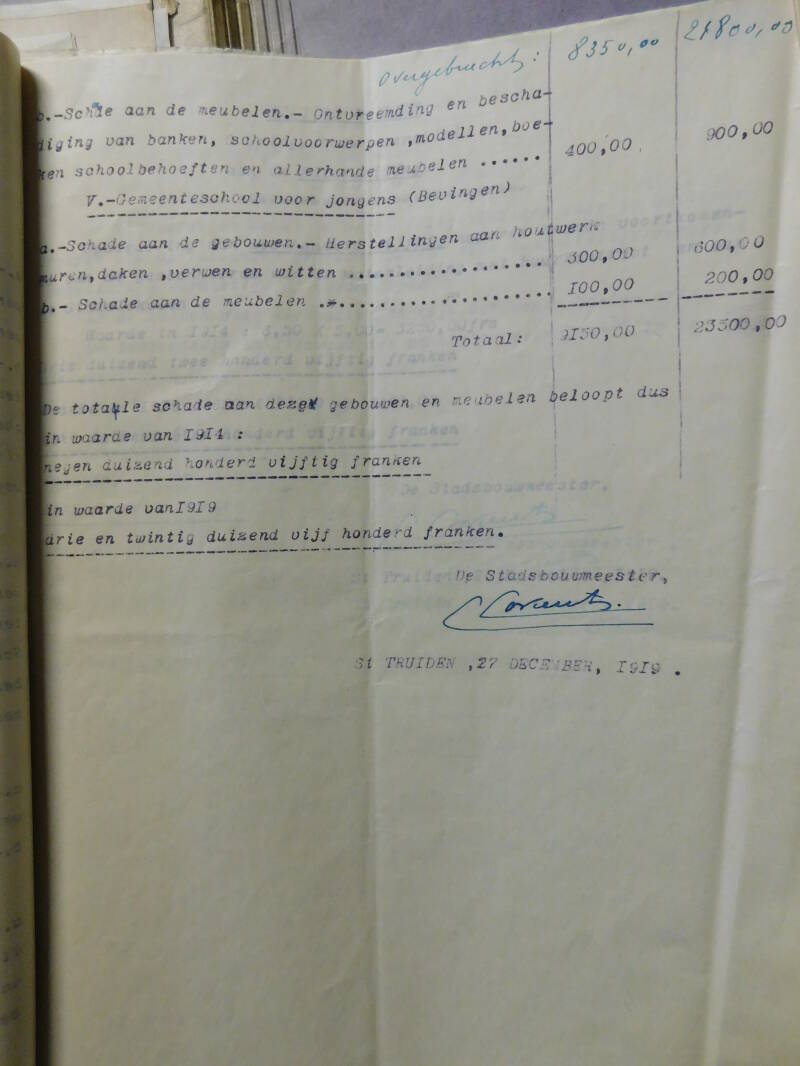 Overgebracht : 8350,00 21800,00
b.-Schade aan de meubelen.- Ontvreemding en bescha-
diging van banken, schoolvoorwerpen ,modellen, boe-
ken schoolbehoeften en allerhande meubelen ...... 400,00 900,00
V.-Gemeenteschool voor jongens (Bevingen)
a.-Schade aan de gebouwen.- Herstellingen aan houtwerk
muren,daken ,verwen en witten .................. 300,00 600,00
b.- Schade aan de meubelen ...................... 100,00 200,00
Totaal: 9150,00 23500,00
De totale schade aan deze gebouwen en meubelen beloopt dus
in waarde van 1914 :
negen duizend honderd vijftig franken
in waarde van1919
drie en twintig duizend vijf honderd franken.
De Stadsbouwmeester,
St TRUIDEN ,27 DECEMBER, 1919 .